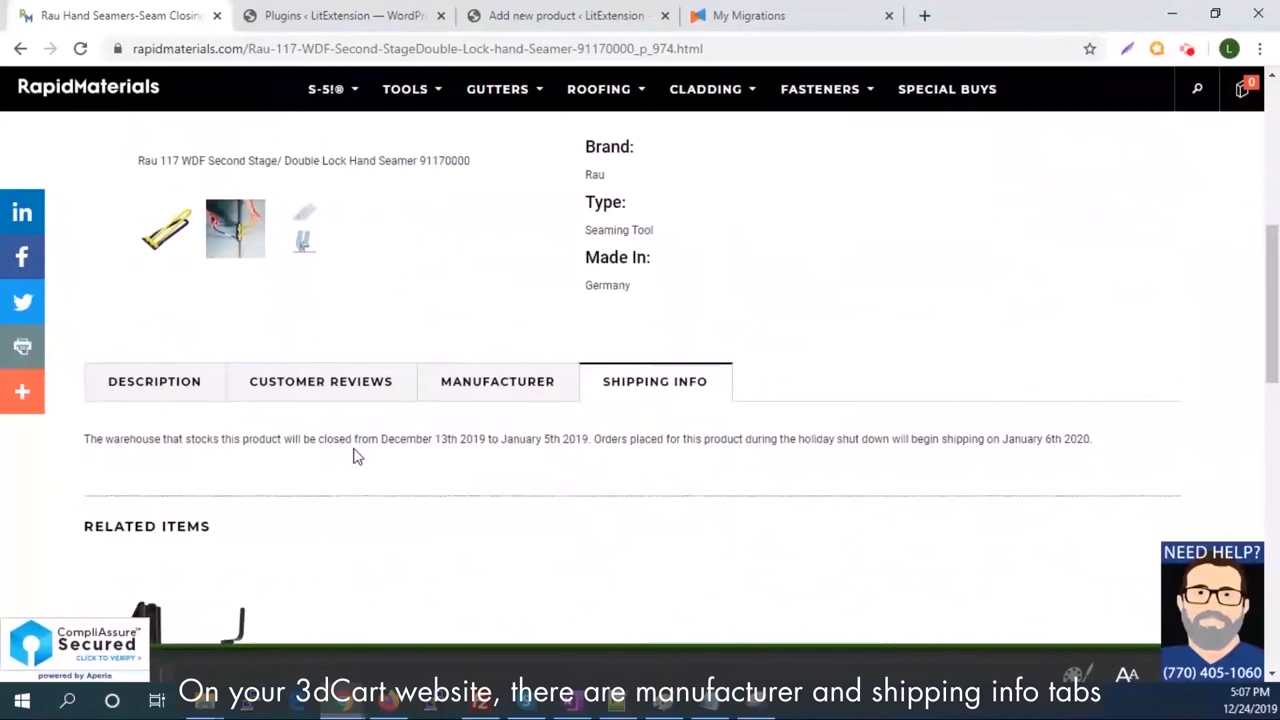 Rau Hand Seamers-Seam Closin
Plugins ‹ LitExtension — WordPr
Add new product ‹ LitExtension
My Migrations
rapidmaterials.com/Rau-117-WDF-Second-StageDouble-Lock-hand-Seamer-91170000_p_974.html
L
RapidMaterials
S-5!® TOOLS GUTTERS ROOFING CLADDING FASTENERS SPECIAL BUYS
0
Rau 117 WDF Second Stage/ Double Lock Hand Seamer 91170000
Brand:
Rau
Type:
Seaming Tool
Made In:
Germany
in
f
DESCRIPTION CUSTOMER REVIEWS MANUFACTURER SHIPPING INFO
The warehouse that stocks this product will be closed from December 13th 2019 to January 5th 2019. Orders placed for this product during the holiday shut down will begin shipping on January 6th 2020.
RELATED ITEMS
NEED HELP?
(770) 405-1060
CompliAssure™
Secured
CLICK TO VERIFY >
powered by Aperia
AA
On your 3dCart website, there are manufacturer and shipping info tabs
5:07 PM
12/24/2019